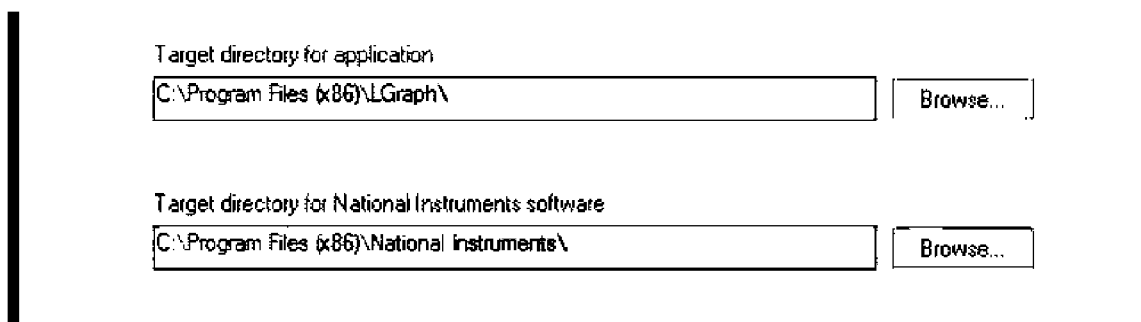 Target directory for application
C:\Program Files (x86)\LGraph\
Browse...
Target directory for National Instruments software
C:\Program Files (x86)\National instruments\
Browse...